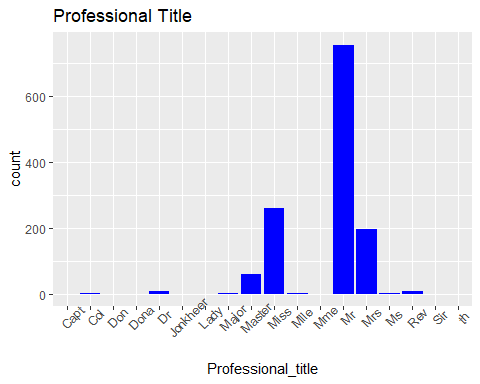 Professional Title
count
600
400
200
0
Capt
Col
Don
Dona
Dr
Jonkheer
Lady
Major
Master
Miss
Mlle
Mme
Mr
Mrs
Ms
Rev
Sir
th
Professional_title